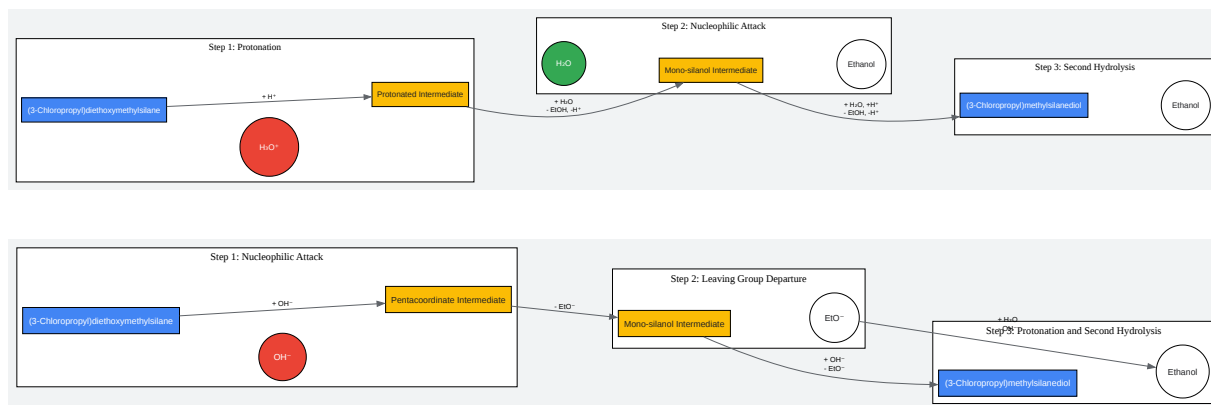 Step 1: Protonation
(3-Chloropropyl)diethoxymethylsilane
+ H⁺
Protonated Intermediate
H₃O⁺
+ H₂O
- EtOH, -H⁺
Step 2: Nucleophilic Attack
H₂O
Mono-silanol Intermediate
Ethanol
+ H₂O, +H⁺
- EtOH, -H⁺
Step 3: Second Hydrolysis
(3-Chloropropyl)methylsilanediol
Ethanol
Step 1: Nucleophilic Attack
(3-Chloropropyl)diethoxymethylsilane
+ OH⁻
Pentacoordinate Intermediate
OH⁻
- EtO⁻
Step 2: Leaving Group Departure
Mono-silanol Intermediate
EtO⁻
+ OH⁻
- EtO⁻
+ H₂O
- OH⁻
Step 3: Protonation and Second Hydrolysis
(3-Chloropropyl)methylsilanediol
Ethanol